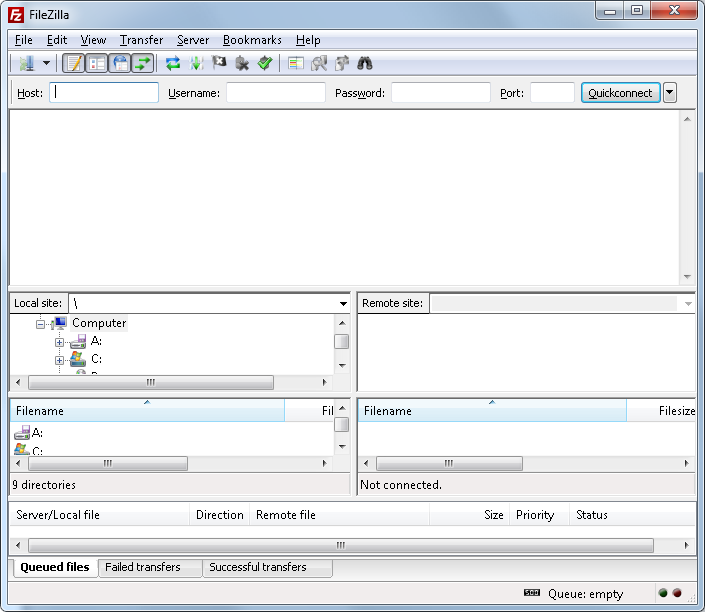 FileZilla
File Edit View Transfer Server Bookmarks Help
Host: Username: Password: Port: Quickconnect
Local site: \ Remote site:
Computer
A:
C:
Filename Fil Filename Filesize
A:
C:
9 directories Not connected.
Server/Local file Direction Remote file Size Priority Status
Queued files Failed transfers Successful transfers
Queue: empty